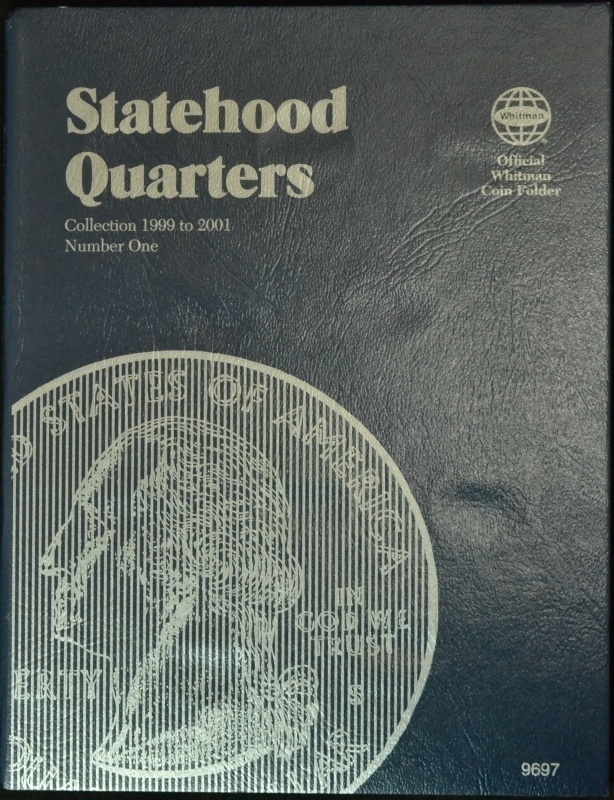 Statehood
Quarters
Collection 1999 to 2001
Number One
Whitman
Official
Whitman
Coin Folder
D STATES OF AMERICA
IN
GOD WE
TRUST
ERTY
S
9697